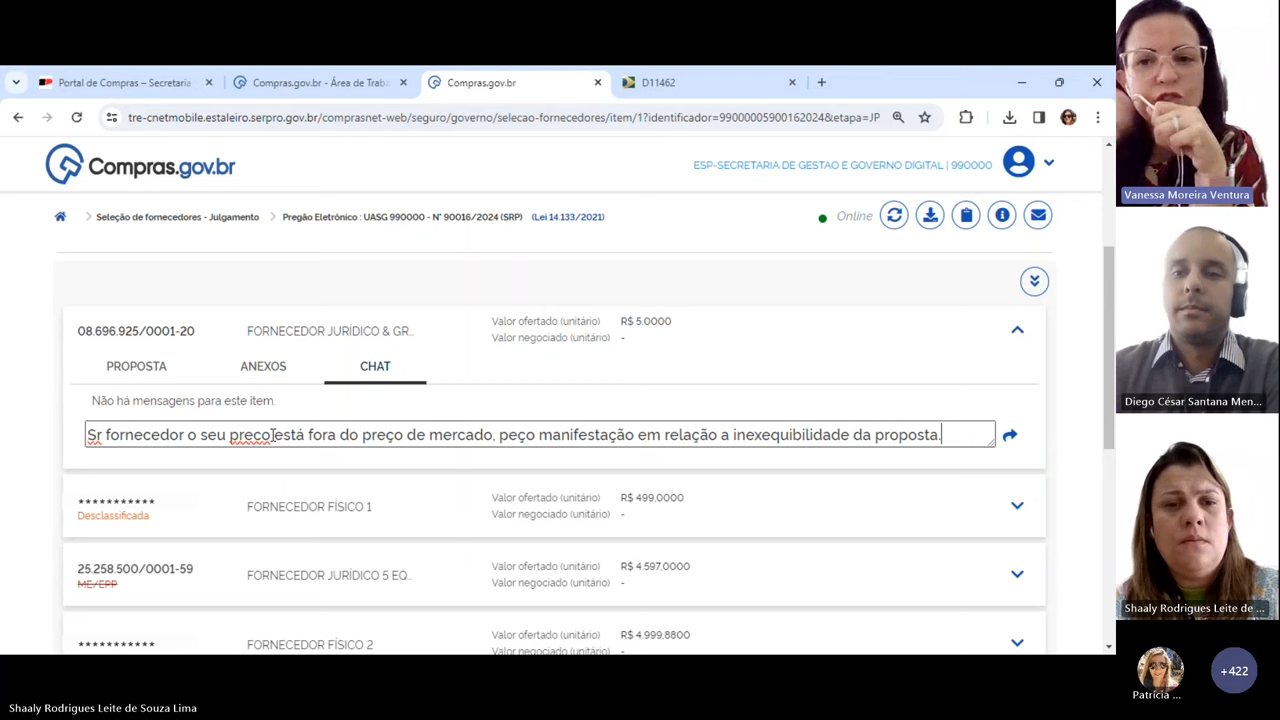 Portal de Compras – Secretaria
Compras.gov.br - Área de Traba
Compras.gov.br
D11462
tre-cnetmobile.estaleiro.serpro.gov.br/comprasnet-web/seguro/governo/selecao-fornecedores/item/1?identificador=99000005900162024&etapa=JP
Compras.gov.br
ESP-SECRETARIA DE GESTAO E GOVERNO DIGITAL | 990000
Seleção de fornecedores - Julgamento
Pregão Eletrônico : UASG 990000 - N° 90016/2024 (SRP)
(Lei 14.133/2021)
Online
08.696.925/0001-20
FORNECEDOR JURÍDICO & GR...
Valor ofertado (unitário) R$ 5,0000
Valor negociado (unitário) -
PROPOSTA
ANEXOS
CHAT
Não há mensagens para este item.
Sr fornecedor o seu preco está fora do preço de mercado, peço manifestação em relação a inexequibilidade da proposta.
***********
Desclassificada
FORNECEDOR FÍSICO 1
Valor ofertado (unitário) R$ 499,0000
Valor negociado (unitário) -
25.258.500/0001-59
ME/EPP
FORNECEDOR JURÍDICO 5 EQ...
Valor ofertado (unitário) R$ 4.597,0000
Valor negociado (unitário) -
***********
FORNECEDOR FÍSICO 2
Valor ofertado (unitário) R$ 4.999,8800
Valor negociado (unitário) -
Vanessa Moreira Ventura
Diego César Santana Men...
Shaaly Rodrigues Leite de ...
Patrícia ...
+422
Shaaly Rodrigues Leite de Souza Lima